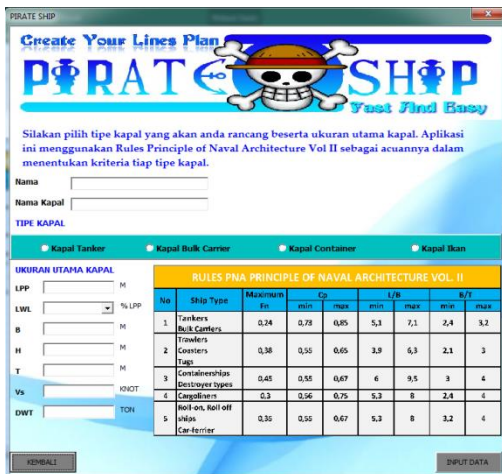 PIRATE SHIP
Create Your Lines Plan
PIRATE SHIP
Fast And Easy
Silakan pilih tipe kapal yang akan anda rancang beserta ukuran utama kapal. Aplikasi
ini menggunakan Rules Principle of Naval Architecture Vol II sebagai acuannya dalam
menentukan kriteria tiap tipe kapal.
Nama
Nama Kapal
TIPE KAPAL
Kapal Tanker Kapal Bulk Carrier Kapal Container Kapal Ikan
UKURAN UTAMA KAPAL
LPP M
LWL % LPP
B M
H M
T M
Vs KNOT
DWT TON
RULES PNA PRINCIPLE OF NAVAL ARCHITECTURE VOL. II
No Ship Type Maximum Fn Cp L/B B/T
min max min max min max
1 Tankers Bulk Carriers 0,24 0,73 0,85 5,1 7,1 2,4 3,2
2 Trawlers Coasters Tugs 0,38 0,55 0,65 3,9 6,3 2,1 3
3 Containerships Destroyer types 0,45 0,55 0,67 6 9,5 3 4
4 Cargoliners 0,3 0,56 0,75 5,3 8 2,4 4
5 Roll-on, Roll off ships Car-ferrier 0,35 0,55 0,67 5,3 8 3,2 4
KEMBALI INPUT DATA